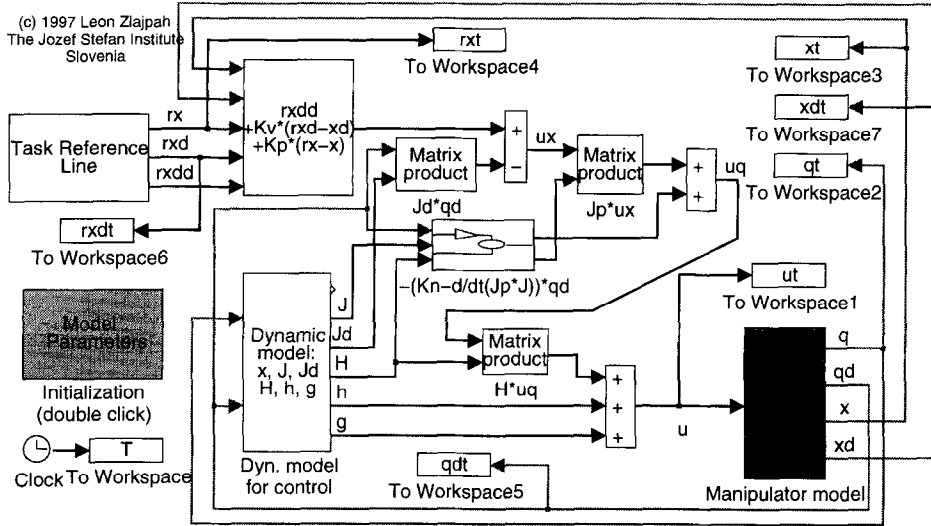 (c) 1997 Leon Zlajpah
The Jozef Stefan Institute
Slovenia
rxt
To Workspace4
xt
To Workspace3
xdt
To Workspace7
qt
To Workspace2
Task Reference
Line
rx
rxd
rxdd
rxdd
+Kv*(rxd-xd)
+Kp*(rx-x)
Matrix
product
Jd*qd
+
-
ux
Matrix
product
Jp*ux
+
+
uq
rxdt
To Workspace6
-(Kn-d/dt(Jp*J))*qd
ut
To Workspace1
Model
Parameters
Initialization
(double click)
Dynamic
model:
x, J, Jd
H, h, g
J
Jd
H
h
g
Dyn. model
for control
Matrix
product
H*uq
+
+
+
u
q
qd
x
xd
Manipulator model
Clock
T
To Workspace
qdt
To Workspace5